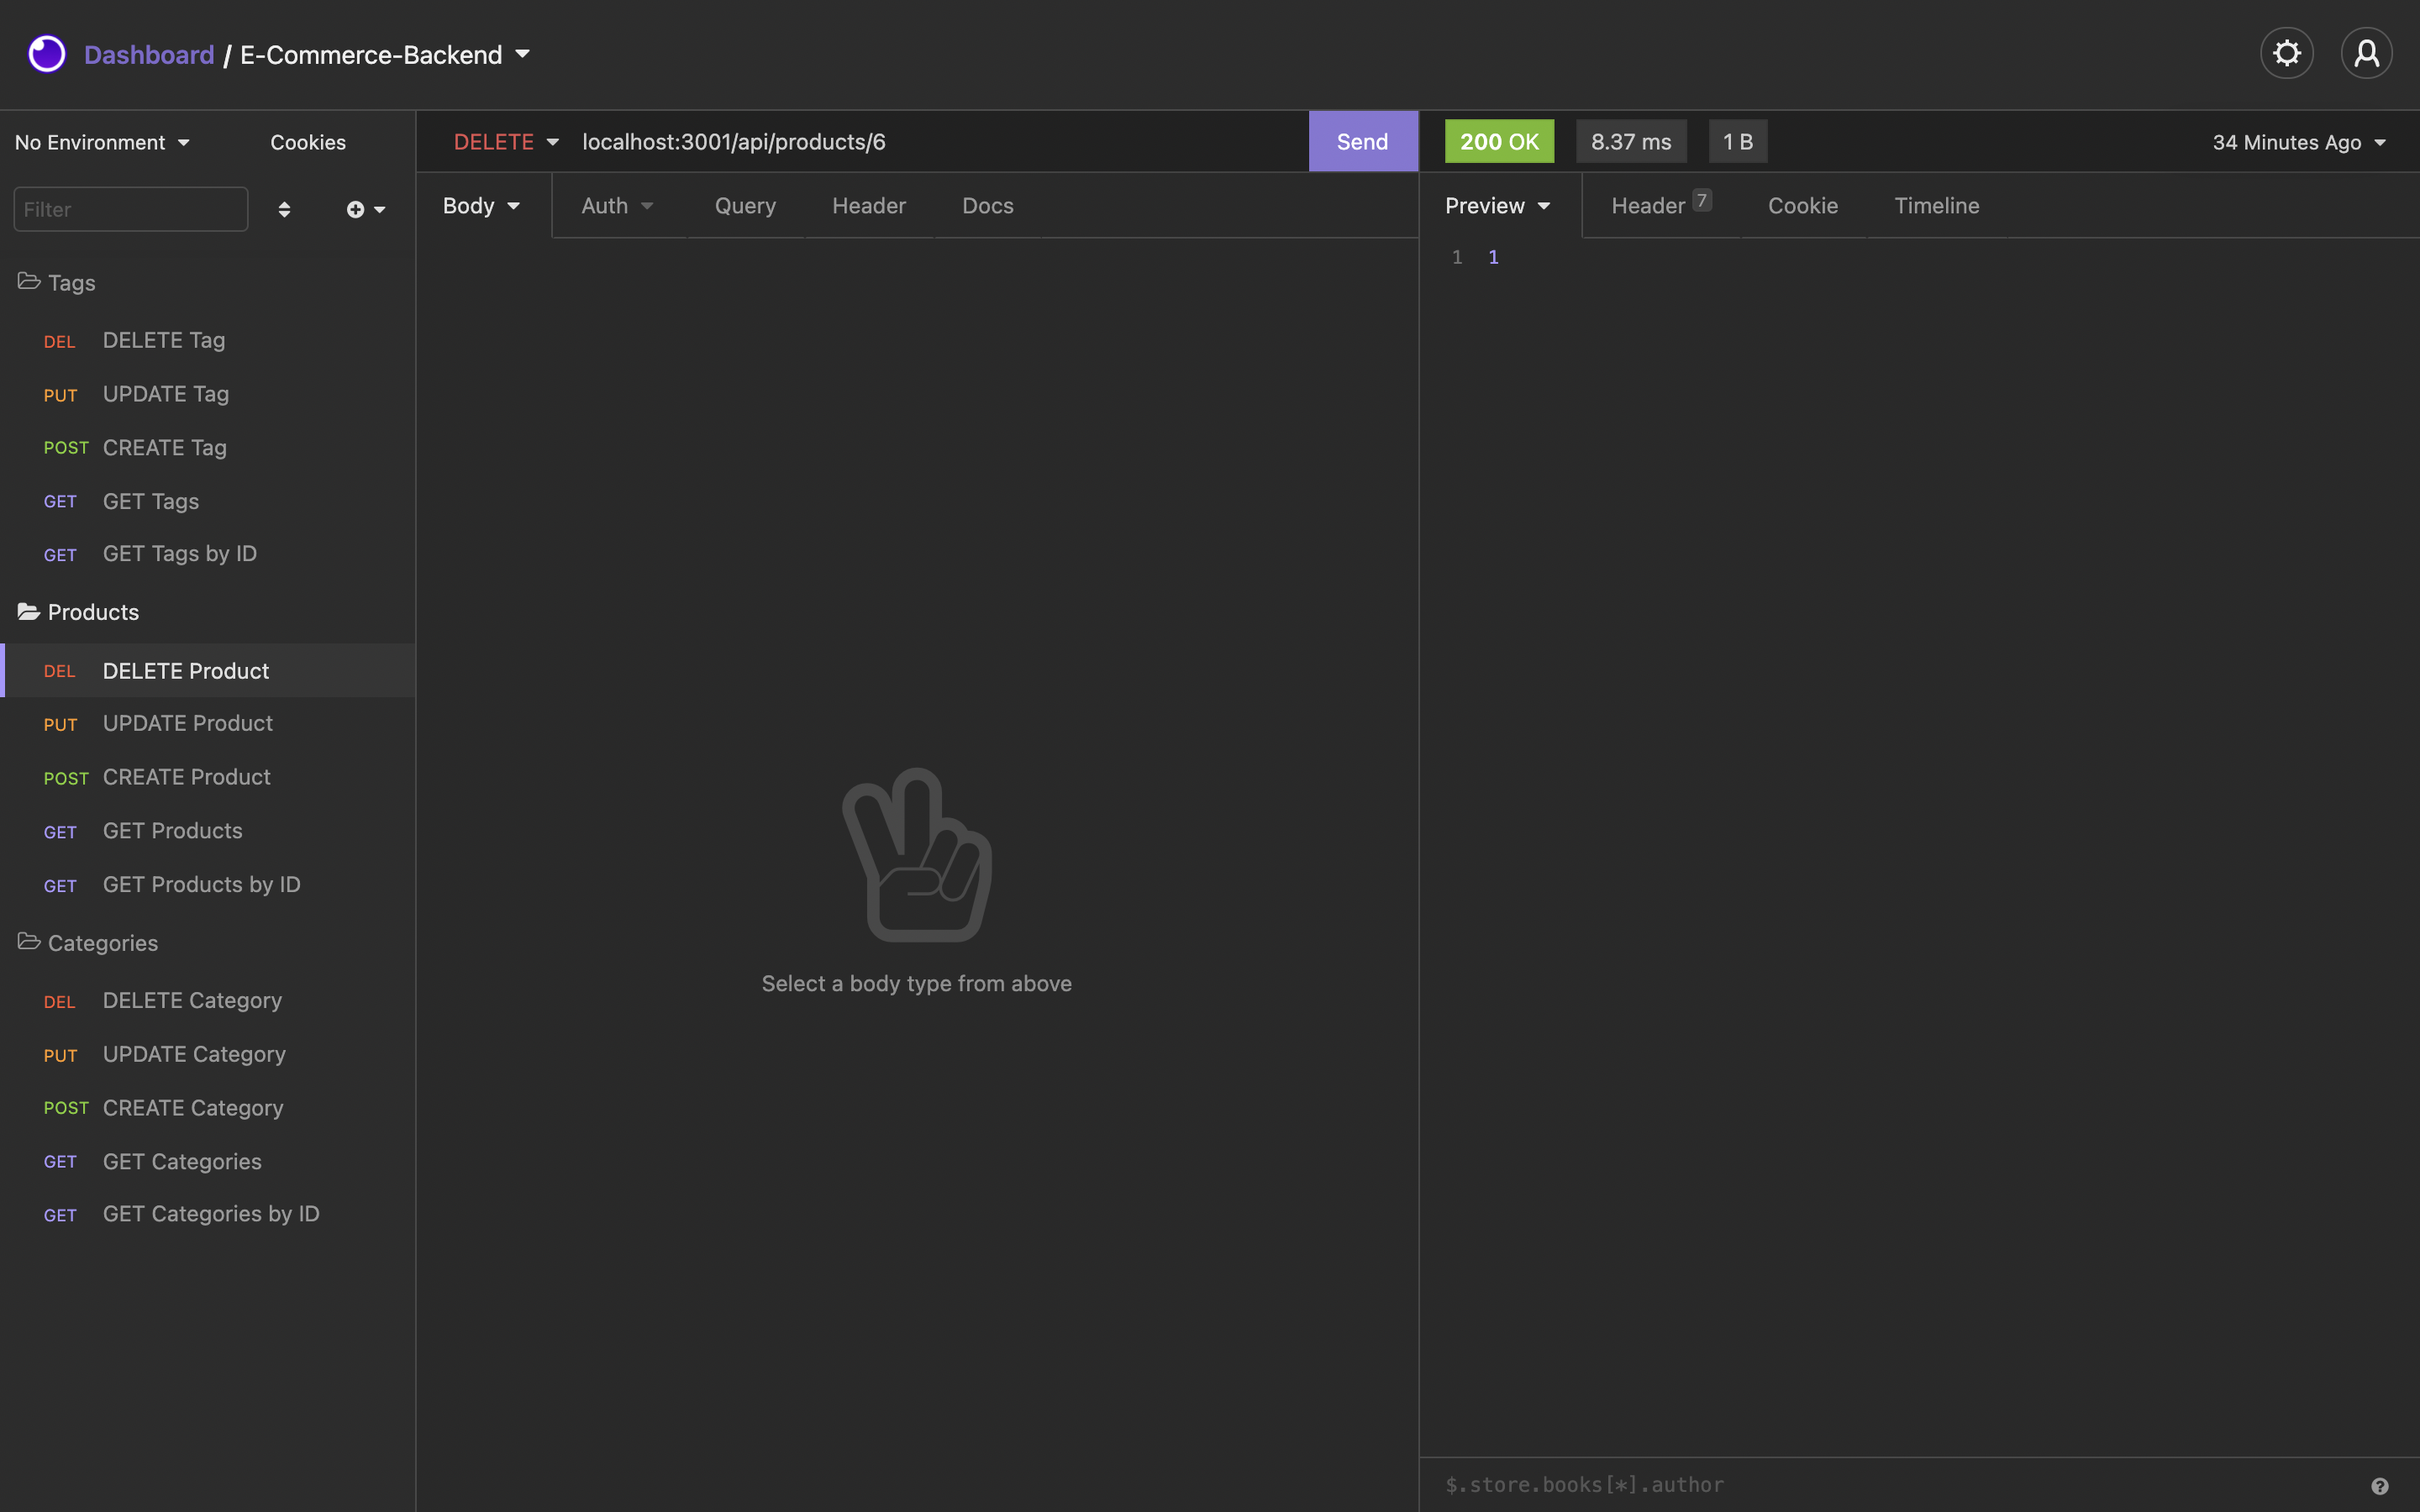 Dashboard / E-Commerce-Backend
No Environment Cookies
Filter
Tags
DEL DELETE Tag
PUT UPDATE Tag
POST CREATE Tag
GET GET Tags
GET GET Tags by ID
Products
DEL DELETE Product
PUT UPDATE Product
POST CREATE Product
GET GET Products
GET GET Products by ID
Categories
DEL DELETE Category
PUT UPDATE Category
POST CREATE Category
GET GET Categories
GET GET Categories by ID
DELETE localhost:3001/api/products/6 Send
Body Auth Query Header Docs
Select a body type from above
200 OK 8.37 ms 1 B 34 Minutes Ago
Preview Header 7 Cookie Timeline
1 1
$.store.books[*].author